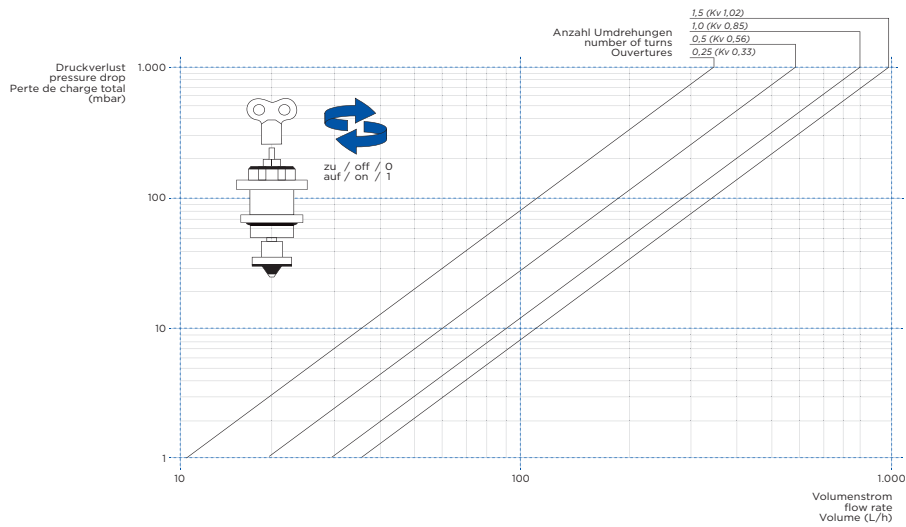 1,5 (Kv 1,02)
1,0 (Kv 0,85)
0,5 (Kv 0,56)
0,25 (Kv 0,33)
Anzahl Umdrehungen
number of turns
Ouvertures
Druckverlust
pressure drop
Perte de charge total
(mbar)
1.000
100
10
1
zu / off / 0
auf / on / 1
10
100
1.000
Volumenstrom
flow rate
Volume (L/h)